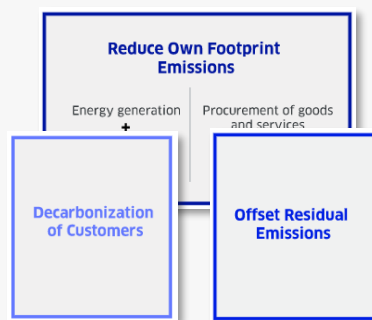 Reduce Own Footprint
Emissions
Energy generation
+
Procurement of goods
and services
Decarbonization
of Customers
Offset Residual
Emissions